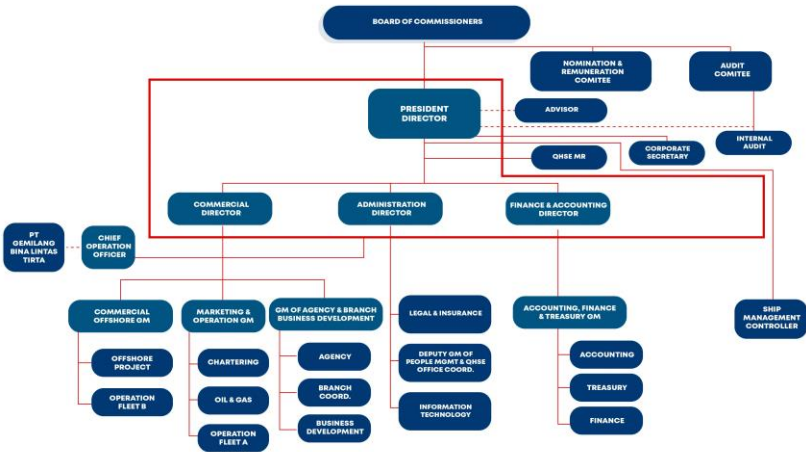 BOARD OF COMMISSIONERS
NOMINATION &
REMUNERATION
COMITEE
AUDIT
COMITEE
PRESIDENT
DIRECTOR
ADVISOR
INTERNAL
AUDIT
CORPORATE
SECRETARY
QHSE MR
COMMERCIAL
DIRECTOR
ADMINISTRATION
DIRECTOR
FINANCE & ACCOUNTING
DIRECTOR
PT
GEMILANG
BINA LINTAS
TIRTA
CHIEF
OPERATION
OFFICER
COMMERCIAL
OFFSHORE GM
MARKETING &
OPERATION GM
GM OF AGENCY & BRANCH
BUSINESS DEVELOPMENT
LEGAL & INSURANCE
ACCOUNTING, FINANCE
& TREASURY GM
SHIP
MANAGEMENT
CONTROLLER
OFFSHORE
PROJECT
OPERATION
FLEET B
CHARTERING
OIL & GAS
OPERATION
FLEET A
AGENCY
BRANCH
COORD.
BUSINESS
DEVELOPMENT
DEPUTY GM OF
PEOPLE MGMT & QHSE
OFFICE COORD.
INFORMATION
TECHNOLOGY
ACCOUNTING
TREASURY
FINANCE